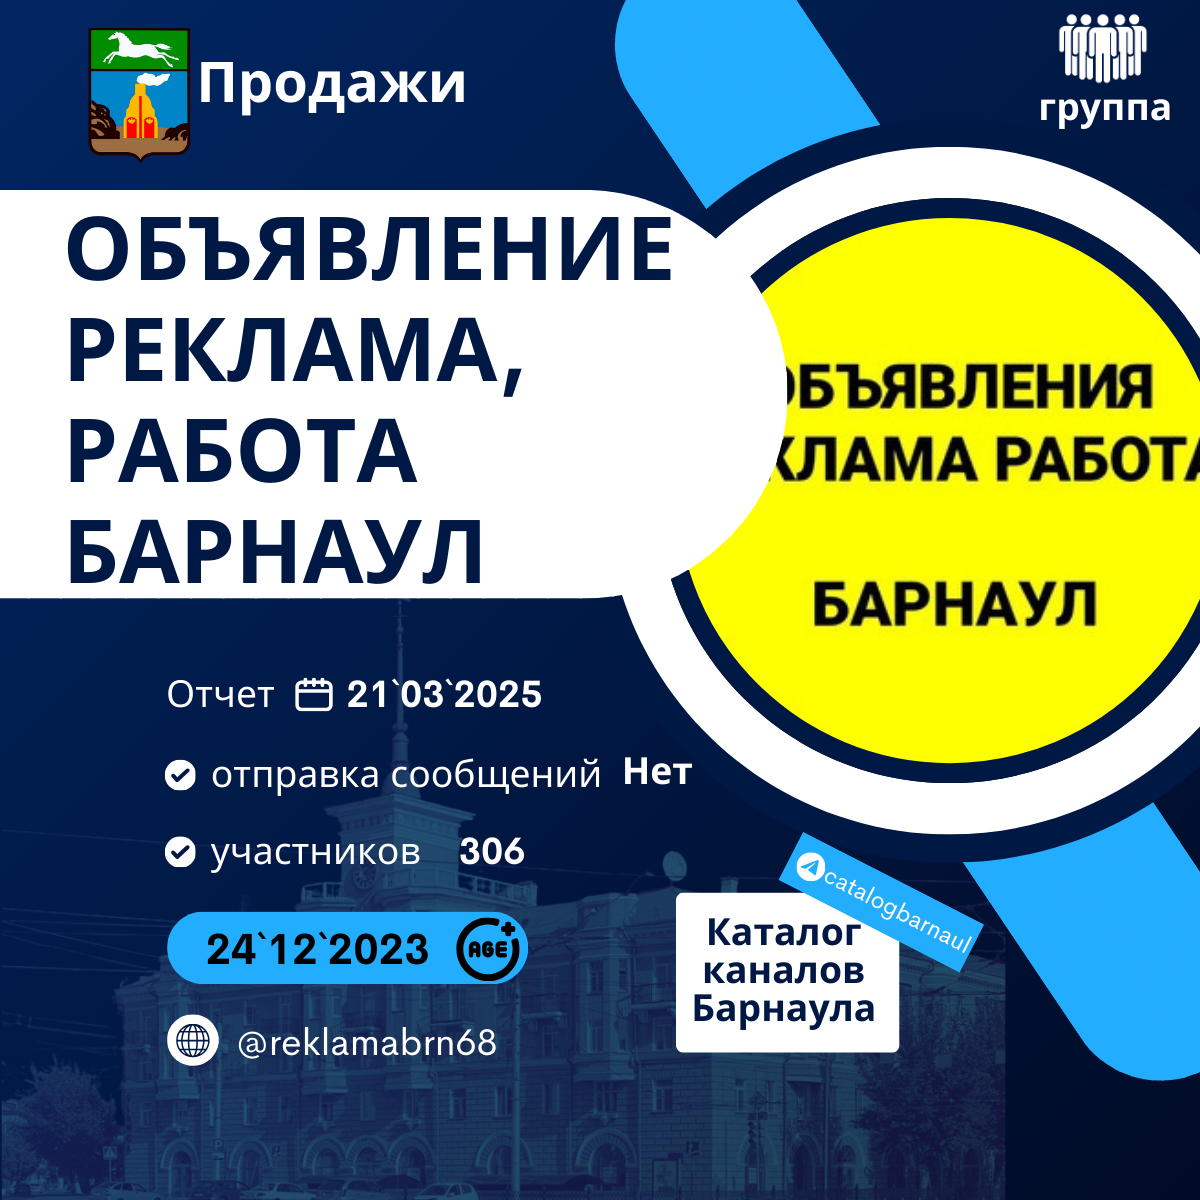 Продажи
группа
ОБЪЯВЛЕНИЕ
РЕКЛАМА,
РАБОТА
БАРНАУЛ
БЪЯВЛЕНИЯ
КЛАМА РАБОТА
БАРНАУЛ
Отчет 21`03`2025
отправка сообщений Нет
участников 306
24`12`2023 AGE+
@reklamabrn68
catalogbarnaul
Каталог
каналов
Барнаула